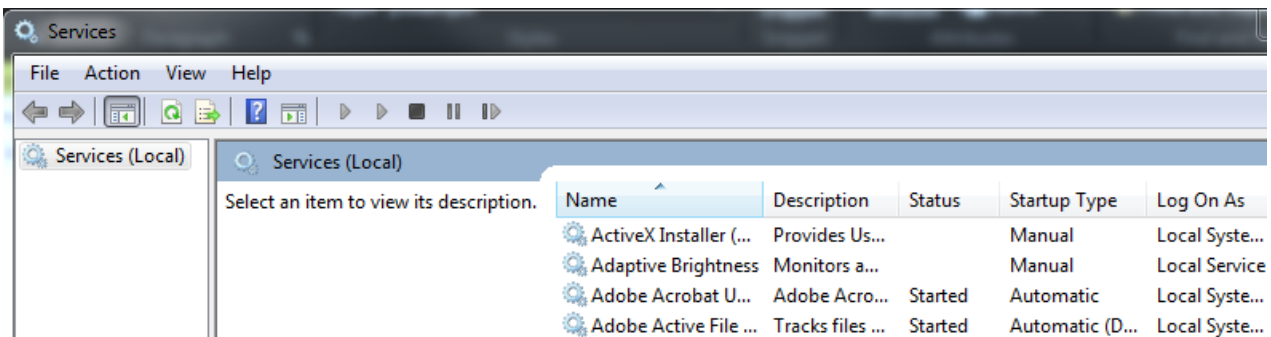 Services
File Action View Help
Services (Local)
Services (Local)
Select an item to view its description.
Name Description Status Startup Type Log On As
ActiveX Installer (... Provides Us... Manual Local Syste...
Adaptive Brightness Monitors a... Manual Local Service
Adobe Acrobat U... Adobe Acro... Started Automatic Local Syste...
Adobe Active File ... Tracks files ... Started Automatic (D... Local Syste...